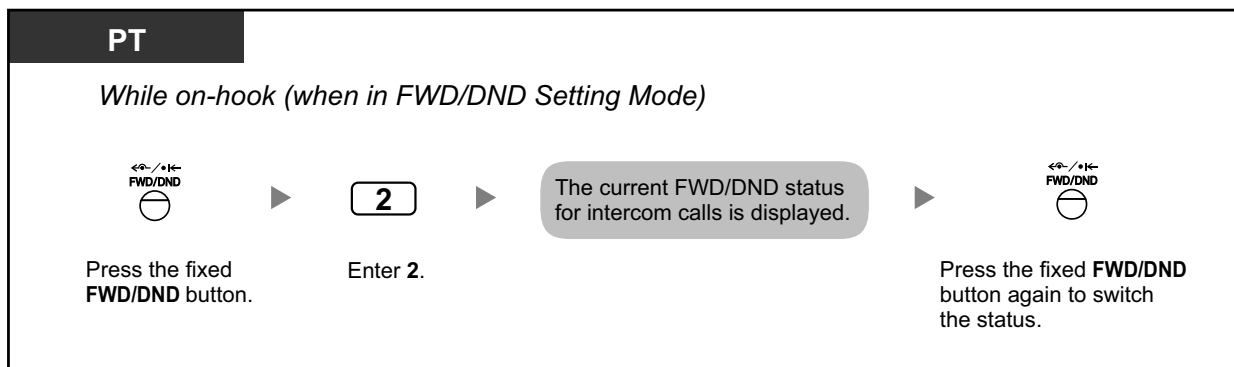 PT
While on-hook (when in FWD/DND Setting Mode)
FWD/DND
Press the fixed
FWD/DND button.
2
Enter 2.
The current FWD/DND status
for intercom calls is displayed.
FWD/DND
Press the fixed FWD/DND
button again to switch
the status.